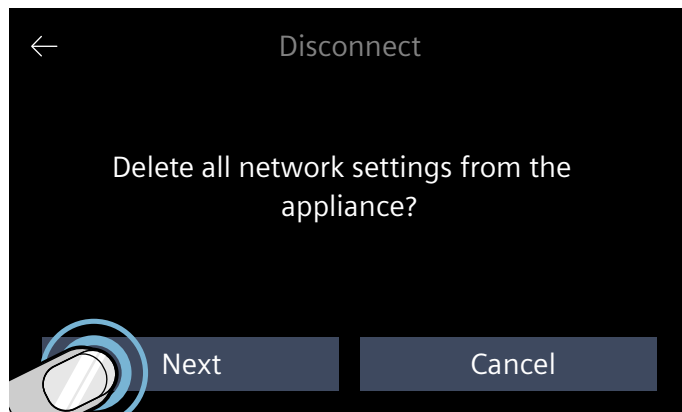 Disconnect
Delete all network settings from the
appliance?
Next
Cancel